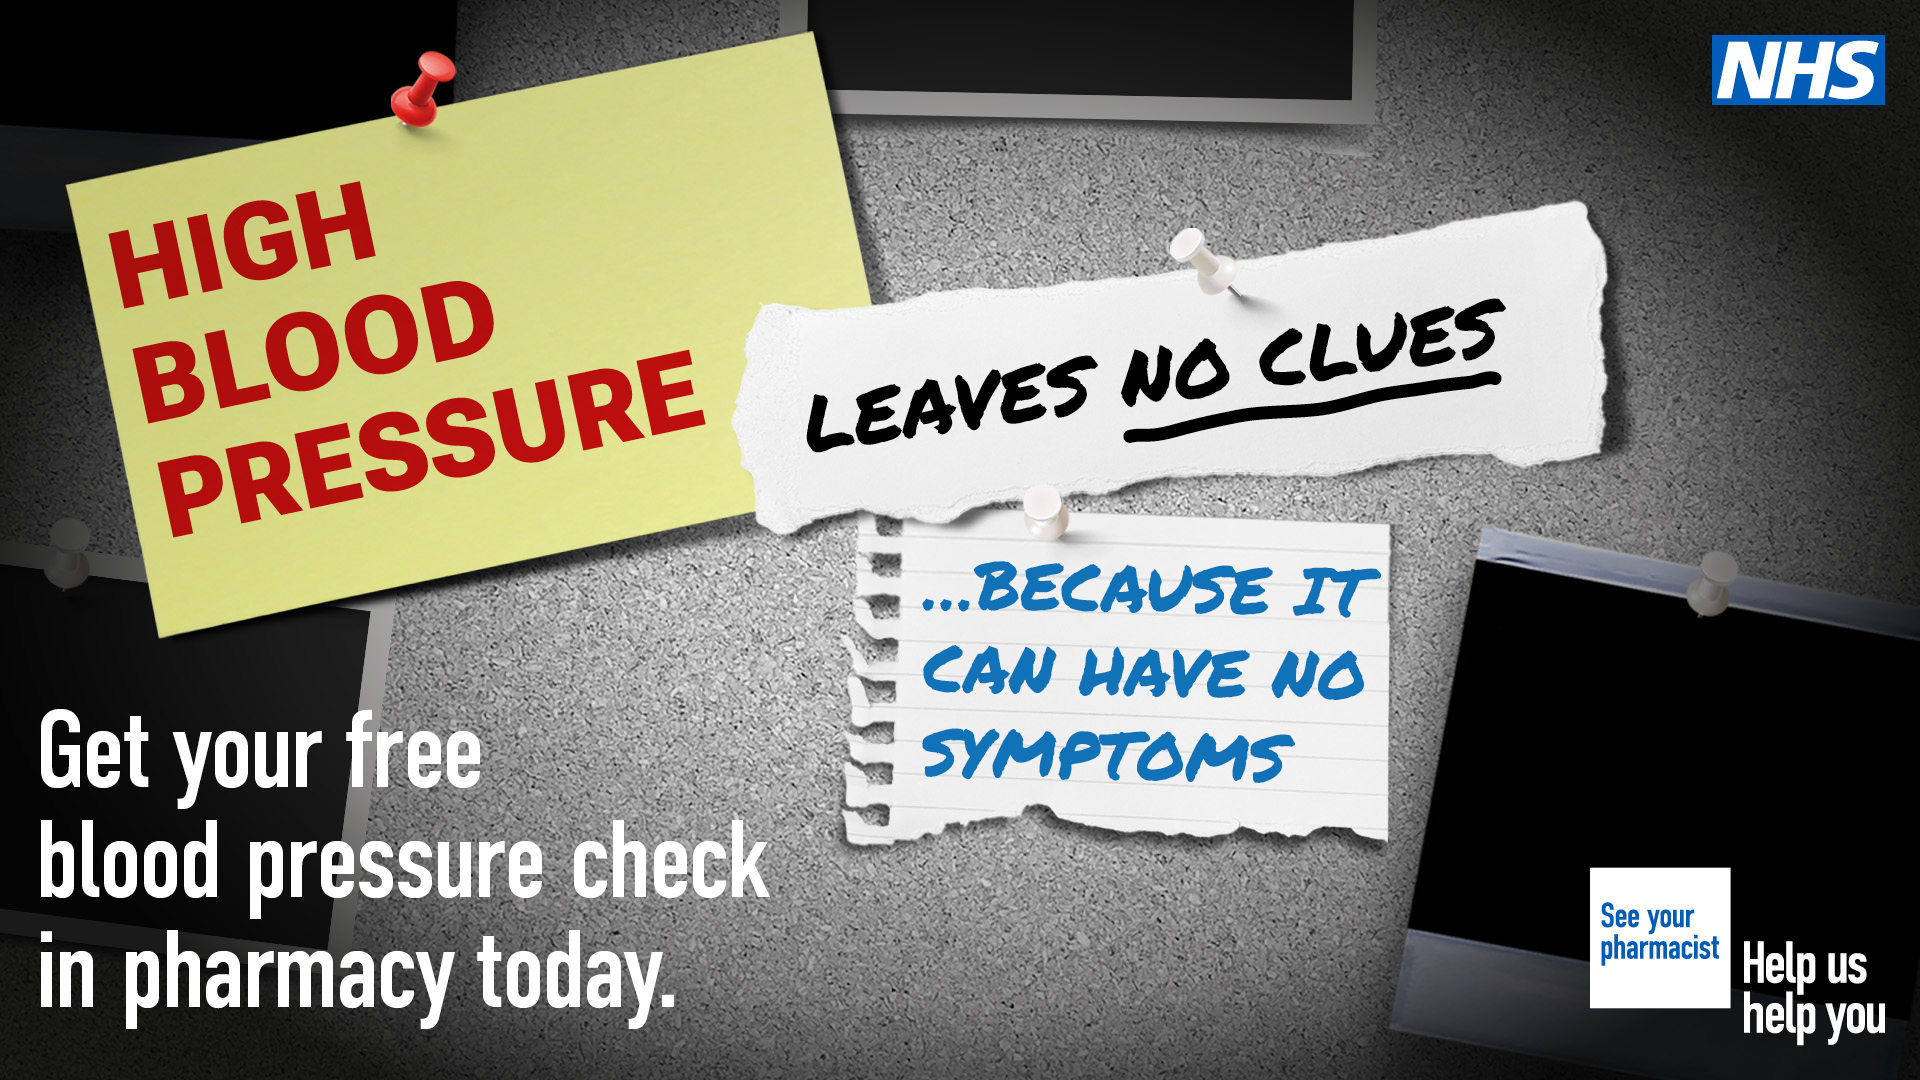 NHS
HIGH
BLOOD
PRESSURE
LEAVES NO CLUES
...BECAUSE IT
CAN HAVE NO
SYMPTOMS
Get your free
blood pressure check
in pharmacy today.
See your
pharmacist
Help us
help you